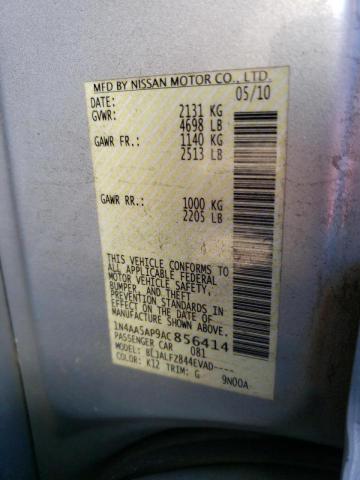 MFD BY NISSAN MOTOR CO., LTD.
DATE: 05/10
GVWR: 2131 KG
4698 LB
GAWR FR.: 1140 KG
2513 LB
GAWR RR.: 1000 KG
2205 LB
THIS VEHICLE CONFORMS TO
ALL APPLICABLE FEDERAL
MOTOR VEHICLE SAFETY,
BUMPER, AND THEFT
PREVENTION STANDARDS IN
EFFECT ON THE DATE OF
MANUFACTURE SHOWN ABOVE.
1N4AA5AP9AC856414
PASSENGER CAR 081
MODEL: BLJALFZ844EVAD----
COLOR: K12 TRIM: G 9N00A